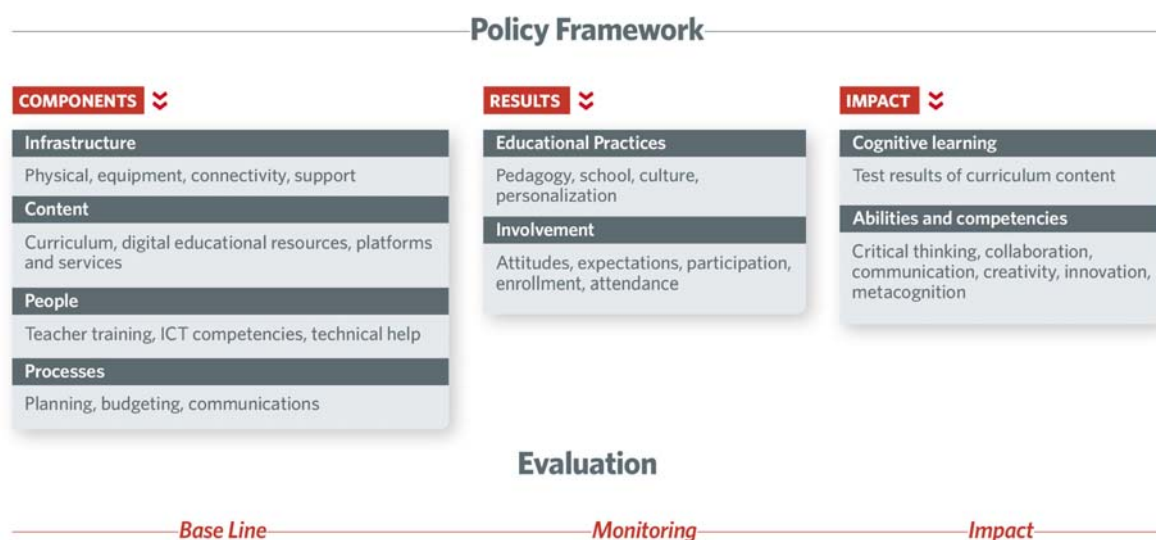 Policy Framework
COMPONENTS
Infrastructure
Physical, equipment, connectivity, support
Content
Curriculum, digital educational resources, platforms
and services
People
Teacher training, ICT competencies, technical help
Processes
Planning, budgeting, communications
RESULTS
Educational Practices
Pedagogy, school, culture,
personalization
Involvement
Attitudes, expectations, participation,
enrollment, attendance
IMPACT
Cognitive learning
Test results of curriculum content
Abilities and competencies
Critical thinking, collaboration,
communication, creativity, innovation,
metacognition
Evaluation
Base Line
Monitoring
Impact